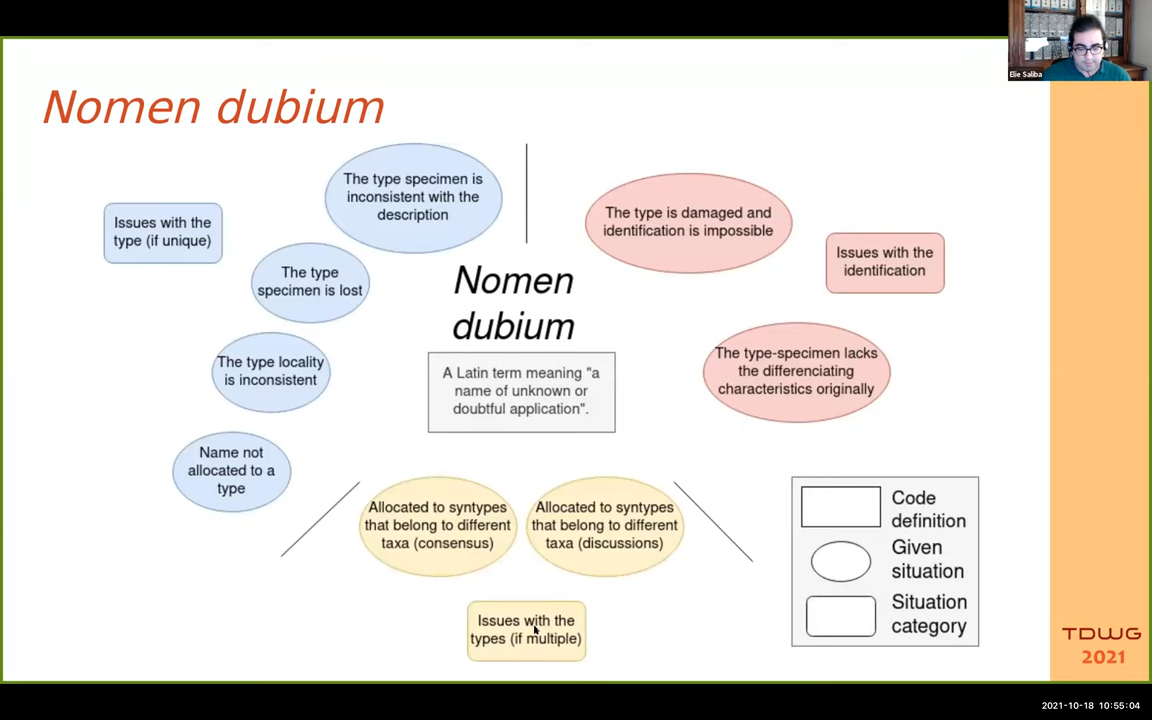 Elie Saliba
Nomen dubium
The type specimen is
inconsistent with the
description
Issues with the
type (if unique)
The type
specimen is lost
The type locality
is inconsistent
Name not
allocated to a
type
The type is damaged and
identification is impossible
Issues with the
identification
The type-specimen lacks
the differenciating
characteristics originally
Nomen
dubium
A Latin term meaning "a
name of unknown or
doubtful application".
Allocated to syntypes
that belong to different
taxa (consensus)
Allocated to syntypes
that belong to different
taxa (discussions)
Issues with the
types (if multiple)
Code
definition
Given
situation
Situation
category
TDWG
2021
2021-10-18 10:55:04